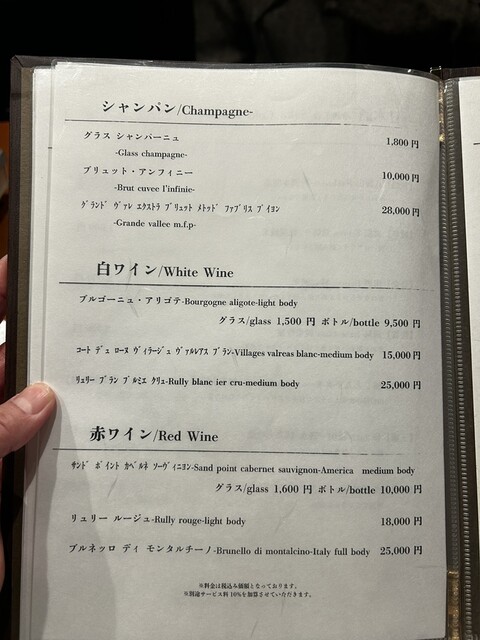 シャンパン/Champagne-
グラス シャンパーニュ 1,800 円
-Glass champagne-
ブリュット・アンフィニー 10,000 円
-Brut cuvee l'infinie-
グランド ヴァレ エクストラ ブリュット メトッド ファブリス プイヨン 28,000 円
-Grande vallee m.f.p-
白ワイン/White Wine
ブルゴーニュ・アリゴテ-Bourgogne aligote-light body
グラス/glass 1,500 円 ボトル/bottle 9,500 円
コート デュ ローヌ ヴィラージュ ヴァルレアス ブラン-Villages valreas blanc-medium body 15,000 円
リュリー ブラン プルミエ クリュ-Rully blanc ier cru-medium body 25,000 円
赤ワイン/Red Wine
サンド ポイント カベルネ ソーヴィニヨン-Sand point cabernet sauvignon-America medium body
グラス/glass 1,600 円 ボトル/bottle 10,000 円
リュリー ルージュ-Rully rouge-light body 18,000 円
ブルネッロ ディ モンタルチーノ-Brunello di montalcino-Italy full body 25,000 円
※料金は税込み価額となっております。
※別途サービス料 10%を加算させていただきます。